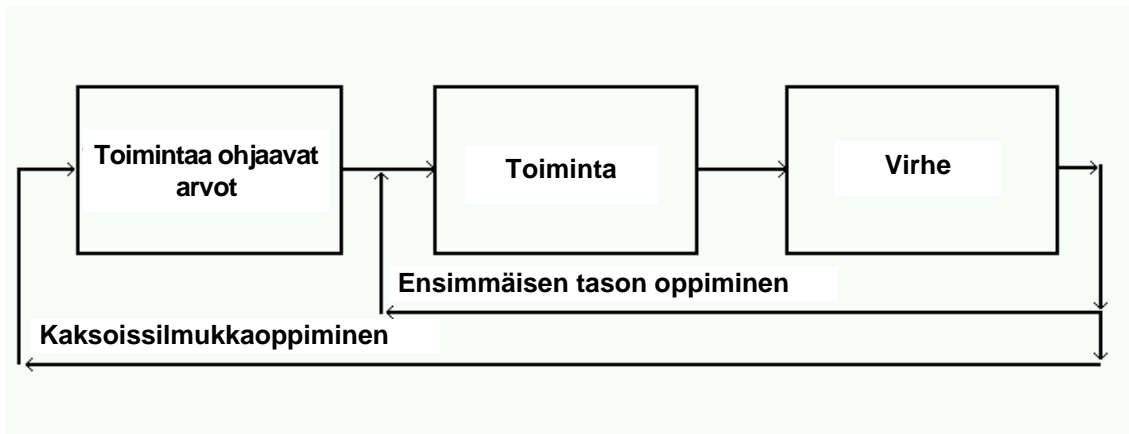 Toimintaa ohjaavat
arvot
Toiminta
Virhe
Ensimmäisen tason oppiminen
Kaksoissilmukkaoppiminen